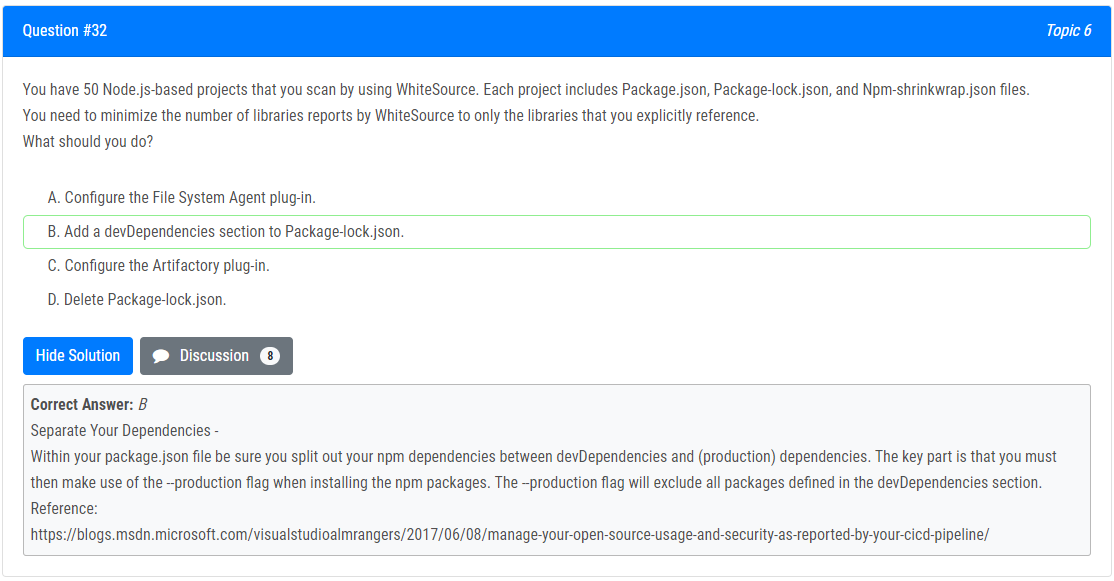 Question #32
Topic 6
You have 50 Node.js-based projects that you scan by using WhiteSource. Each project includes Package.json, Package-lock.json, and Npm-shrinkwrap.json files.
You need to minimize the number of libraries reports by WhiteSource to only the libraries that you explicitly reference.
What should you do?
A. Configure the File System Agent plug-in.
B. Add a devDependencies section to Package-lock.json.
C. Configure the Artifactory plug-in.
D. Delete Package-lock.json.
Hide Solution
Discussion 8
Correct Answer: B
Separate Your Dependencies -
Within your package.json file be sure you split out your npm dependencies between devDependencies and (production) dependencies. The key part is that you must
then make use of the --production flag when installing the npm packages. The --production flag will exclude all packages defined in the devDependencies section.
Reference:
https://blogs.msdn.microsoft.com/visualstudioalmrangers/2017/06/08/manage-your-open-source-usage-and-security-as-reported-by-your-cicd-pipeline/